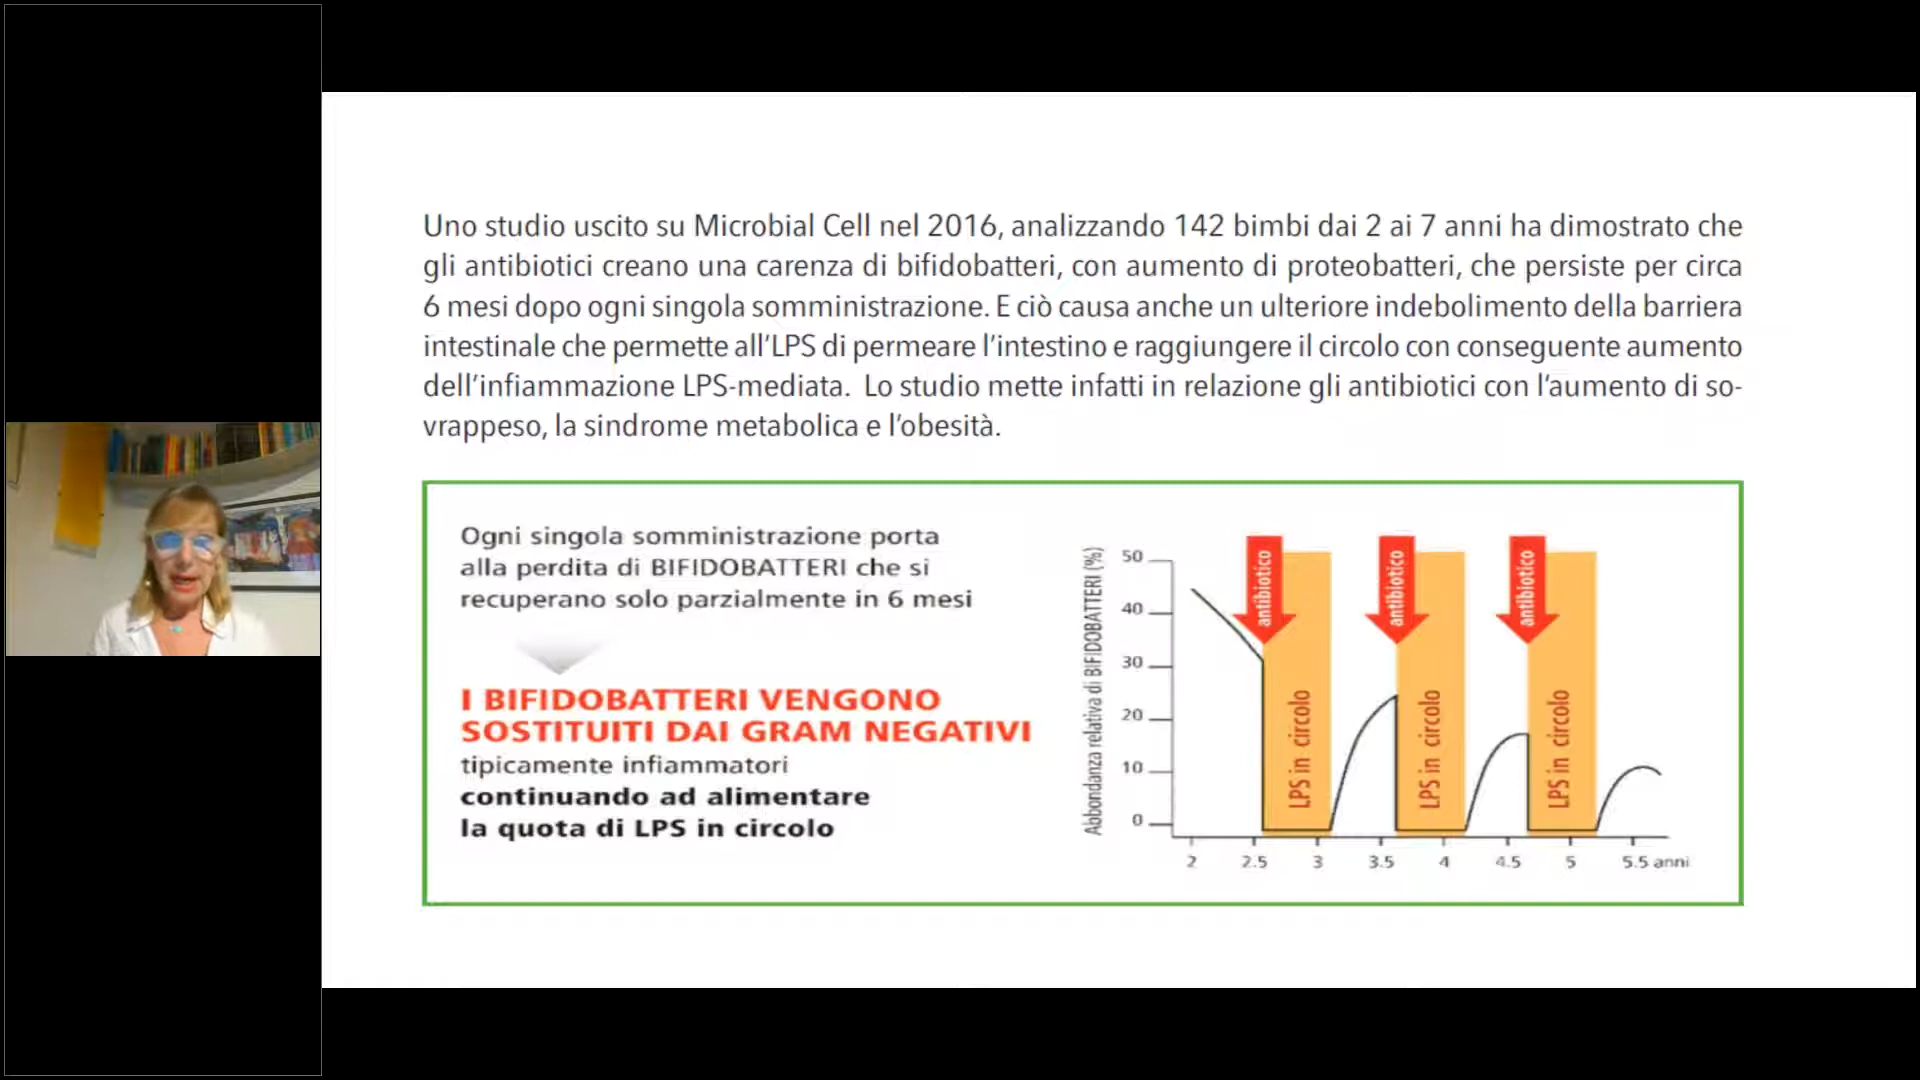 Uno studio uscito su Microbial Cell nel 2016, analizzando 142 bimbi dai 2 ai 7 anni ha dimostrato che
gli antibiotici creano una carenza di bifidobatteri, con aumento di proteobatteri, che persiste per circa
6 mesi dopo ogni singola somministrazione. E ciò causa anche un ulteriore indebolimento della barriera
intestinale che permette all'LPS di permeare l'intestino e raggiungere il circolo con conseguente aumento
dell'infiammazione LPS-mediata. Lo studio mette infatti in relazione gli antibiotici con l'aumento di so-
vrappeso, la sindrome metabolica e l'obesità.
Ogni singola somministrazione porta
alla perdita di BIFIDOBATTERI che si
recuperano solo parzialmente in 6 mesi
I BIFIDOBATTERI VENGONO
SOSTITUITI DAI GRAM NEGATIVI
tipicamente infiammatori
continuando ad alimentare
la quota di LPS in circolo
Abbondanza relativa di BIFIDOBATTERI (%)
50
40
30
20
10
0
antibiotico
antibiotico
antibiotico
LPS in circolo
LPS in circolo
LPS in circolo
2 2.5 3 3.5 4 4.5 5 5.5 anni